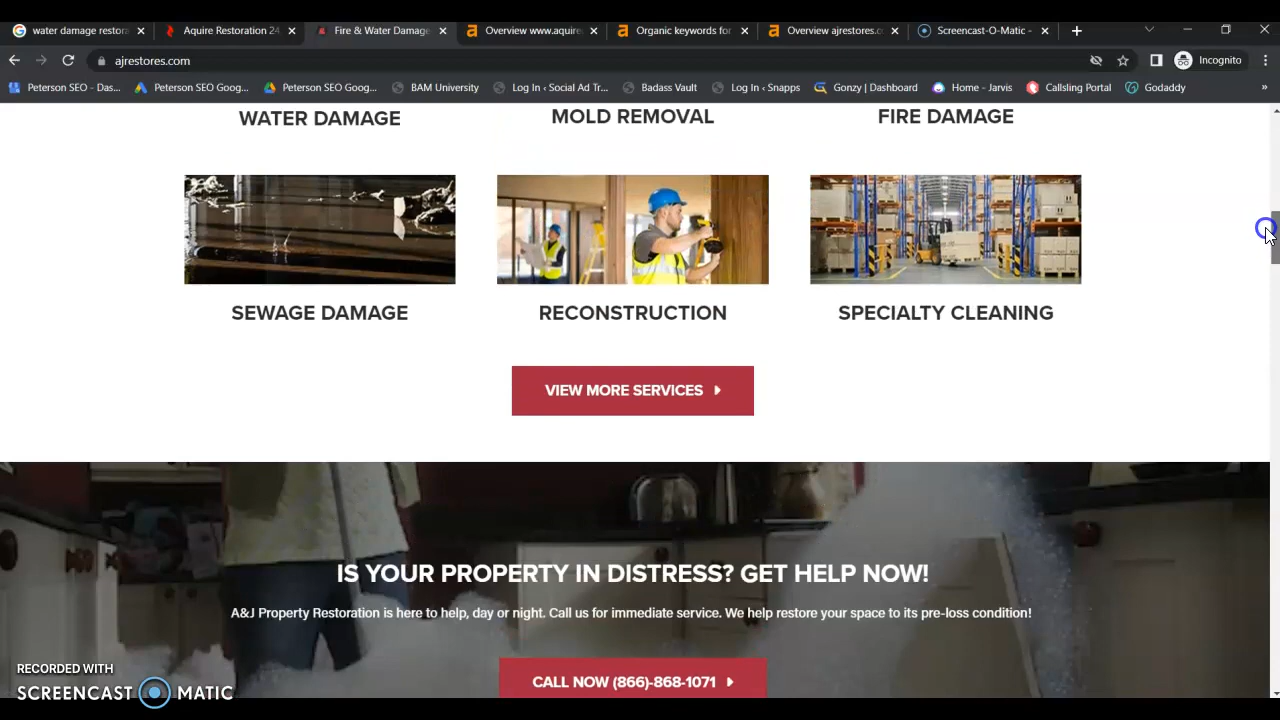 water damage restora
Aquire Restoration 24
Fire & Water Damage
Overview www.aquire
Organic keywords for
Overview ajrestores.c
Screencast-O-Matic -
ajrestores.com
Incognito
Peterson SEO - Das...
Peterson SEO Goog...
Peterson SEO Goog...
BAM University
Log In ‹ Social Ad Tr...
Badass Vault
Log In ‹ Snapps
Gonzy | Dashboard
Home - Jarvis
Callsling Portal
Godaddy
»
WATER DAMAGE
MOLD REMOVAL
FIRE DAMAGE
SEWAGE DAMAGE
RECONSTRUCTION
SPECIALTY CLEANING
VIEW MORE SERVICES
IS YOUR PROPERTY IN DISTRESS? GET HELP NOW!
A&J Property Restoration is here to help, day or night. Call us for immediate service. We help restore your space to its pre-loss condition!
CALL NOW (866)-868-1071
RECORDED WITH
SCREENCAST MATIC